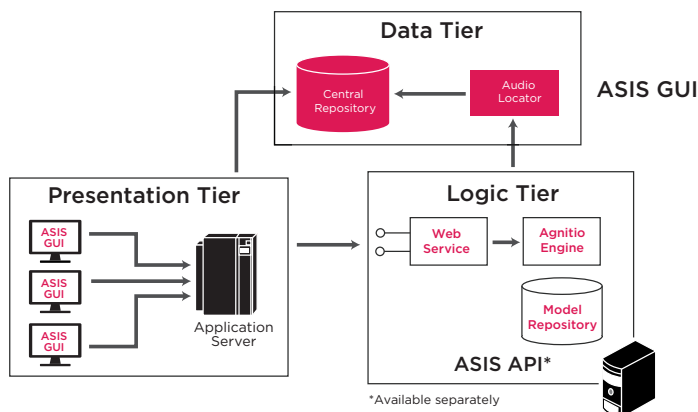 Data Tier
Central
Repository
Audio
Locator
ASIS GUI
Presentation Tier
ASIS
GUI
ASIS
GUI
ASIS
GUI
Application
Server
Logic Tier
Web
Service
Agnitio
Engine
Model
Repository
ASIS API*
*Available separately